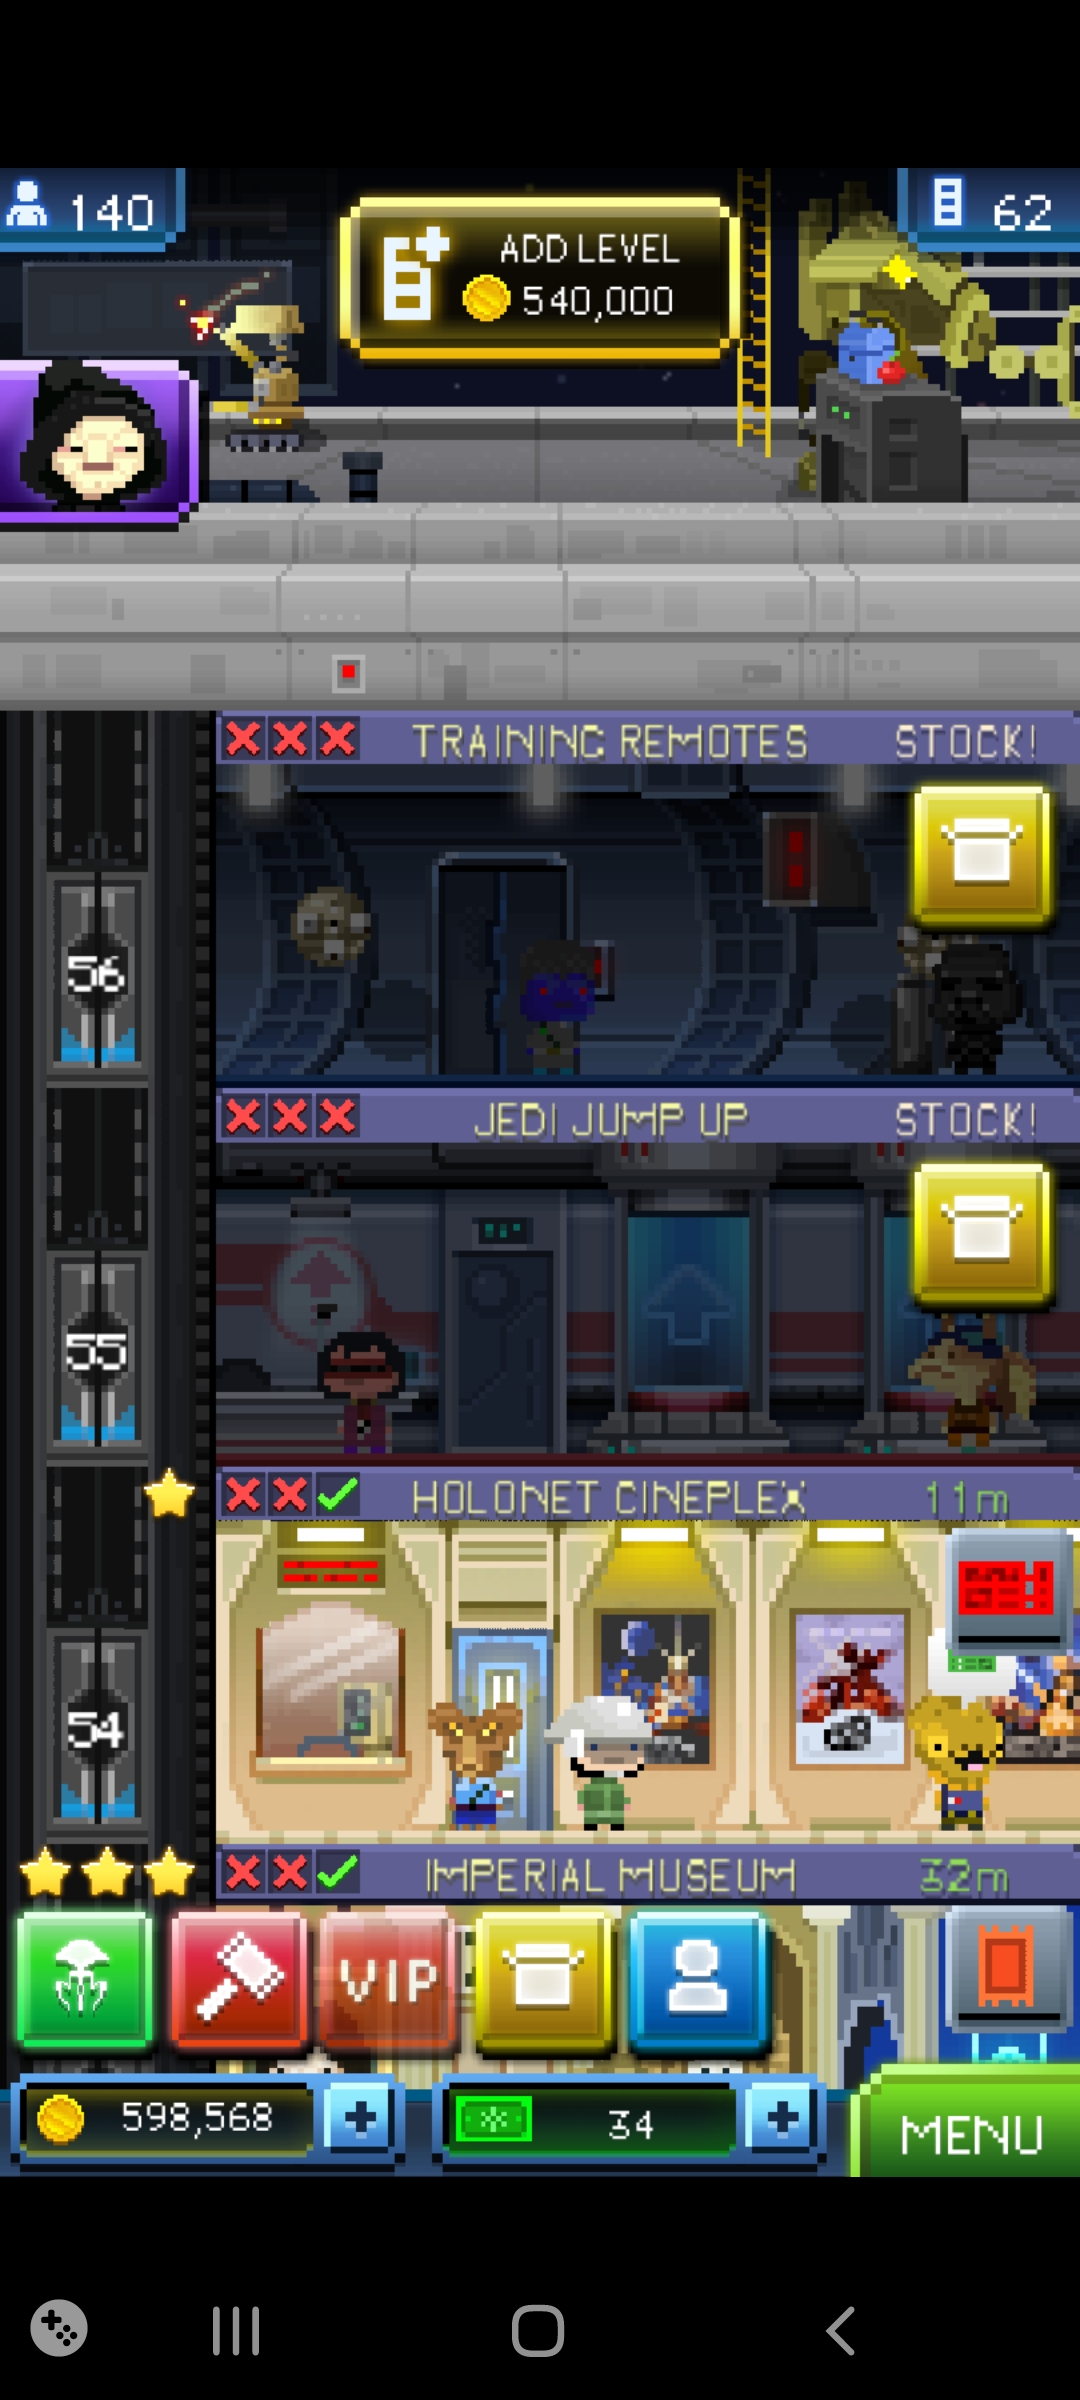 140
ADD LEVEL
540,000
62
TRAINING REMOTES STOCK!
56
JEDI JUMP UP STOCK!
55
HOLONET CINEPLEX 11m
54
IMPERIAL MUSEUM 32m
VIP
598,568
34
MENU